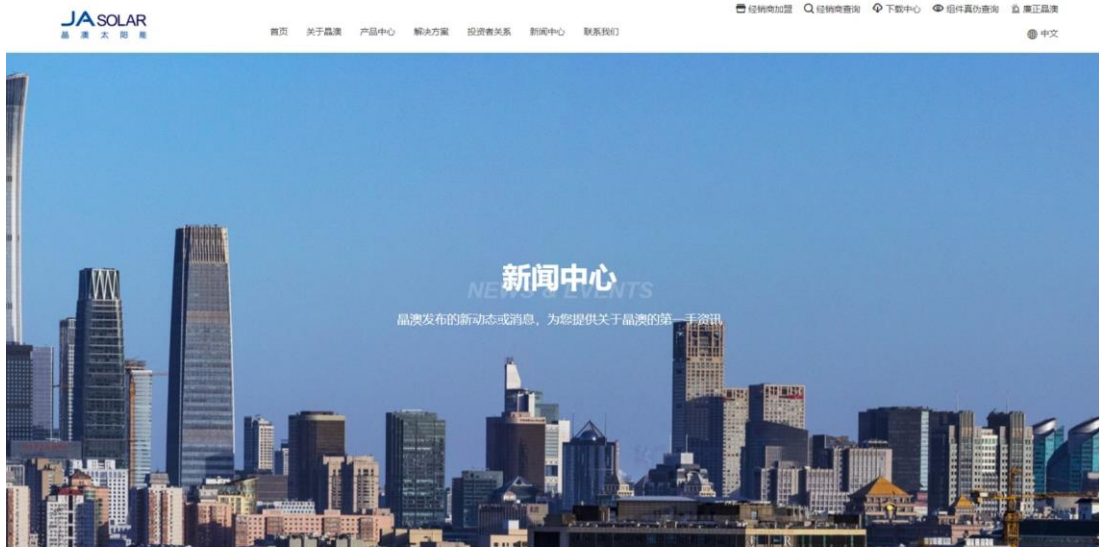 经销商加盟 经销商查询 下载中心 组件真伪查询 廉正晶澳
JA SOLAR
晶澳太阳能
首页 关于晶澳 产品中心 解决方案 投资者关系 新闻中心 联系我们
中文
新闻中心
NEWS & EVENTS
晶澳发布的新动态或消息，为您提供关于晶澳的第一手资讯